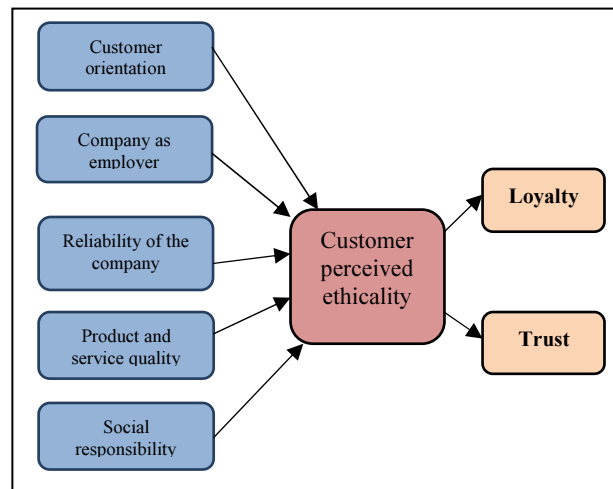 Customer
orientation
Company as
employer
Reliability of the
company
Product and
service quality
Social
responsibility
Customer
perceived
ethicality
Loyalty
Trust